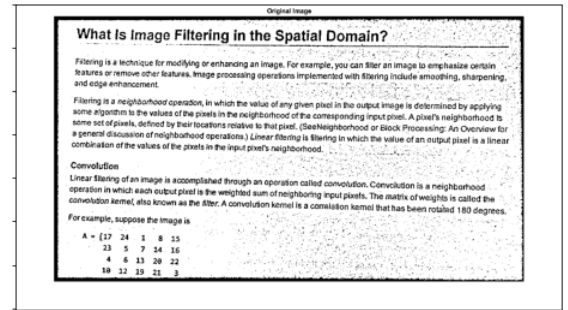 Original Image
What Is Image Filtering in the Spatial Domain?
Filtering is a technique for modifying or enhancing an image. For example, you can filter an image to emphasize certain
features or remove other features. Image processing operations implemented with filtering include smoothing, sharpening,
and edge enhancement.
Filtering is a neighborhood operation, in which the value of any given pixel in the output image is determined by applying
some algorithm to the values of the pixels in the neighborhood of the corresponding input pixel. A pixel's neighborhood is
some set of pixels, defined by their locations relative to that pixel. (SeeNeighborhood or Block Processing: An Overview for
a general discussion of neighborhood operations.) Linear filtering is filtering in which the value of an output pixel is a linear
combination of the values of the pixels in the input pixel's neighborhood.
Convolution
Linear filtering of an image is accomplished through an operation called convolution. Convolution is a neighborhood
operation in which each output pixel is the weighted sum of neighboring input pixels. The matrix of weights is called the
convolution kernel, also known as the filter. A convolution kernel is a correlation kernel that has been rotated 180 degrees.
For example, suppose the image is
A = [17 24 1 8 15
23 5 7 14 16
4 6 13 20 22
10 12 19 21 3